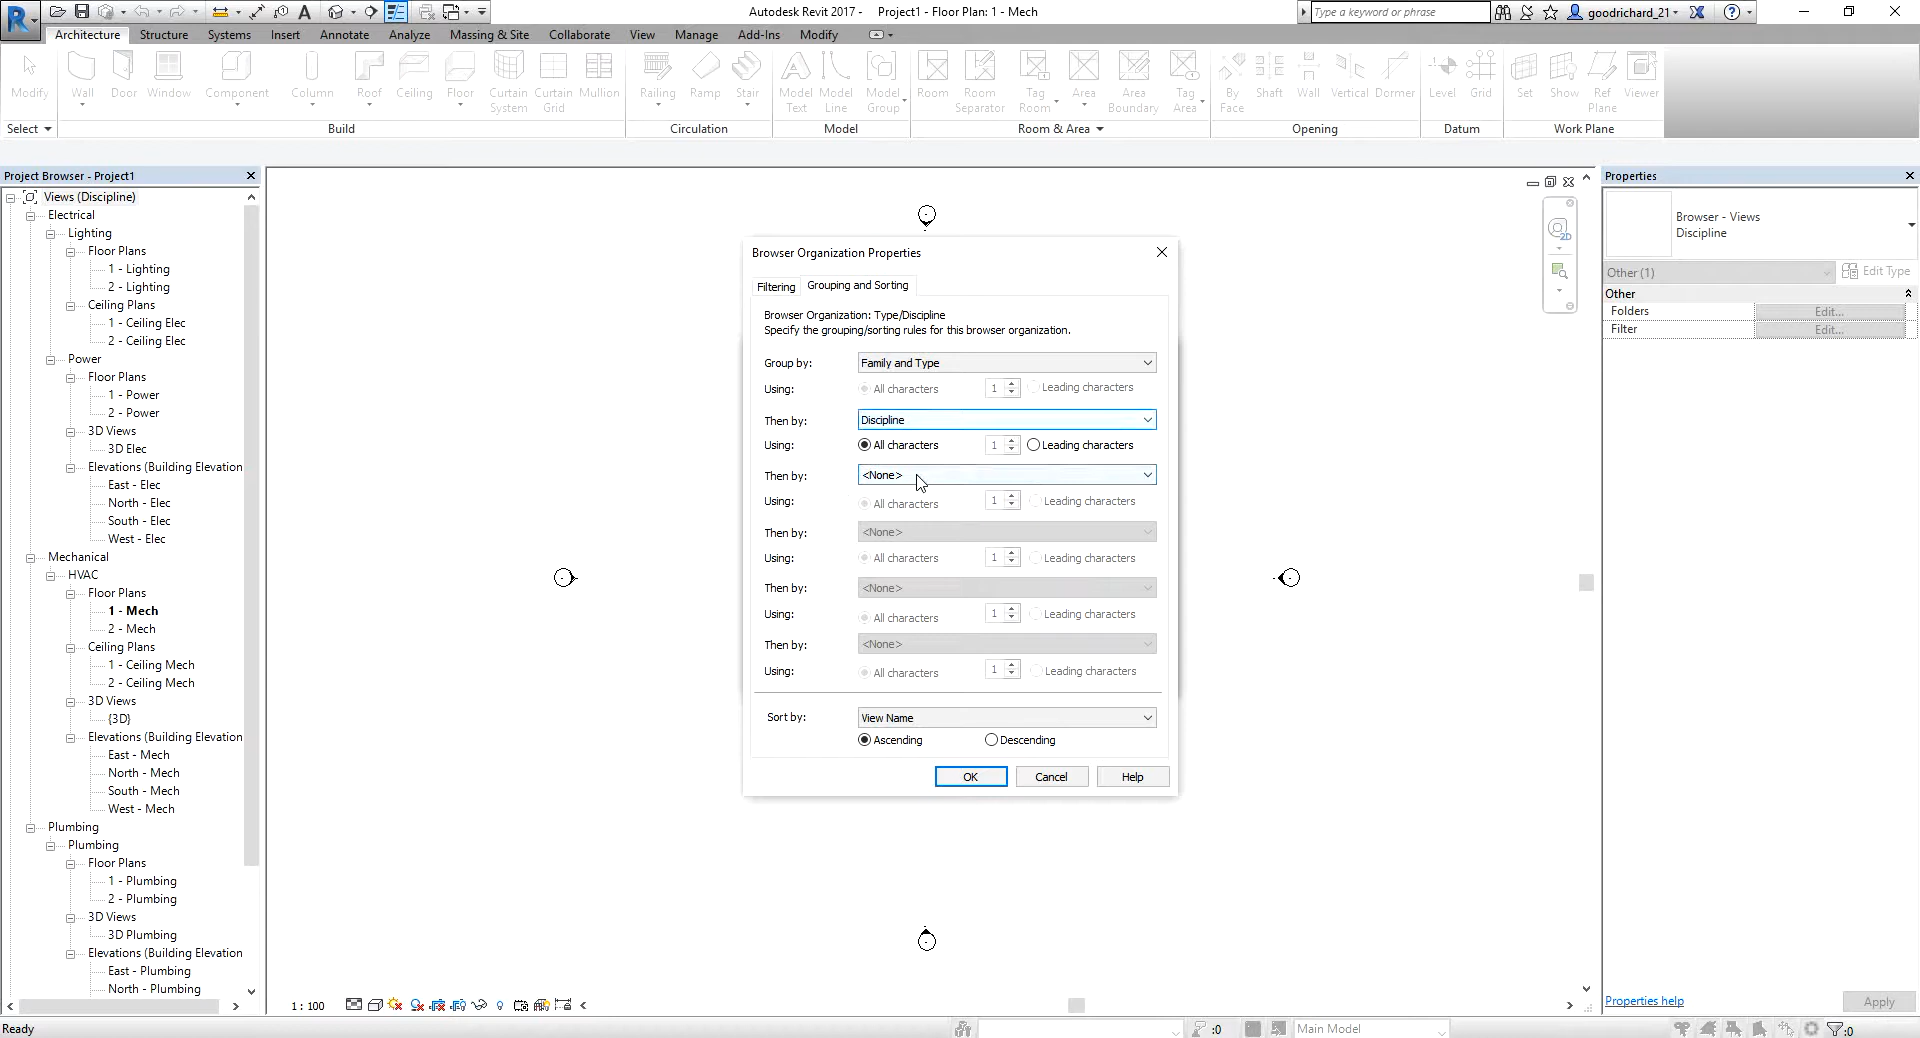 Autodesk Revit 2017 - Project1 - Floor Plan: 1 - Mech
Type a keyword or phrase
goodrichard_21
Architecture Structure Systems Insert Annotate Analyze Massing & Site Collaborate View Manage Add-Ins Modify
Modify Wall Door Window Component Column Roof Ceiling Floor Curtain System Curtain Grid Mullion Railing Ramp Stair Model Text Model Line Model Group Room Room Separator Tag Room Area Area Boundary Tag Area By Face Shaft Wall Vertical Dormer Level Grid Set Show Ref Plane Viewer
Select Build Circulation Model Room & Area Opening Datum Work Plane
Project Browser - Project1
Views (Discipline)
Electrical
Lighting
Floor Plans
1 - Lighting
2 - Lighting
Ceiling Plans
1 - Ceiling Elec
2 - Ceiling Elec
Power
Floor Plans
1 - Power
2 - Power
3D Views
3D Elec
Elevations (Building Elevation
East - Elec
North - Elec
South - Elec
West - Elec
Mechanical
HVAC
Floor Plans
1 - Mech
2 - Mech
Ceiling Plans
1 - Ceiling Mech
2 - Ceiling Mech
3D Views
{3D}
Elevations (Building Elevation
East - Mech
North - Mech
South - Mech
West - Mech
Plumbing
Plumbing
Floor Plans
1 - Plumbing
2 - Plumbing
3D Views
3D Plumbing
Elevations (Building Elevation
East - Plumbing
North - Plumbing
Browser Organization Properties
Filtering Grouping and Sorting
Browser Organization: Type/Discipline
Specify the grouping/sorting rules for this browser organization.
Group by: Family and Type
Using: All characters 1 Leading characters
Then by: Discipline
Using: All characters 1 Leading characters
Then by: <None>
Using: All characters 1 Leading characters
Then by: <None>
Using: All characters 1 Leading characters
Then by: <None>
Using: All characters 1 Leading characters
Then by: <None>
Using: All characters 1 Leading characters
Sort by: View Name
Ascending Descending
OK Cancel Help
2D
Properties
Browser - Views
Discipline
Other (1) Edit Type
Other
Folders Edit...
Filter Edit...
Properties help Apply
1 : 100
Ready :0 Main Model :0